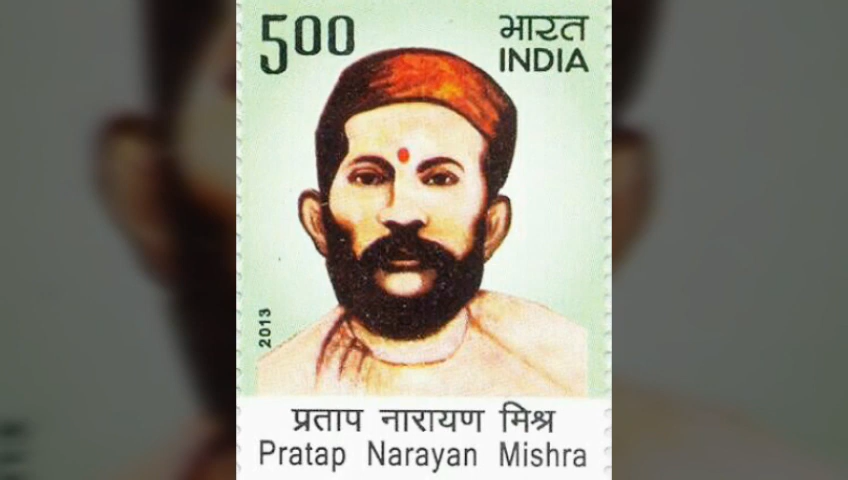 5.00
भारत
INDIA
2013
प्रताप नारायण मिश्र
Pratap Narayan Mishra